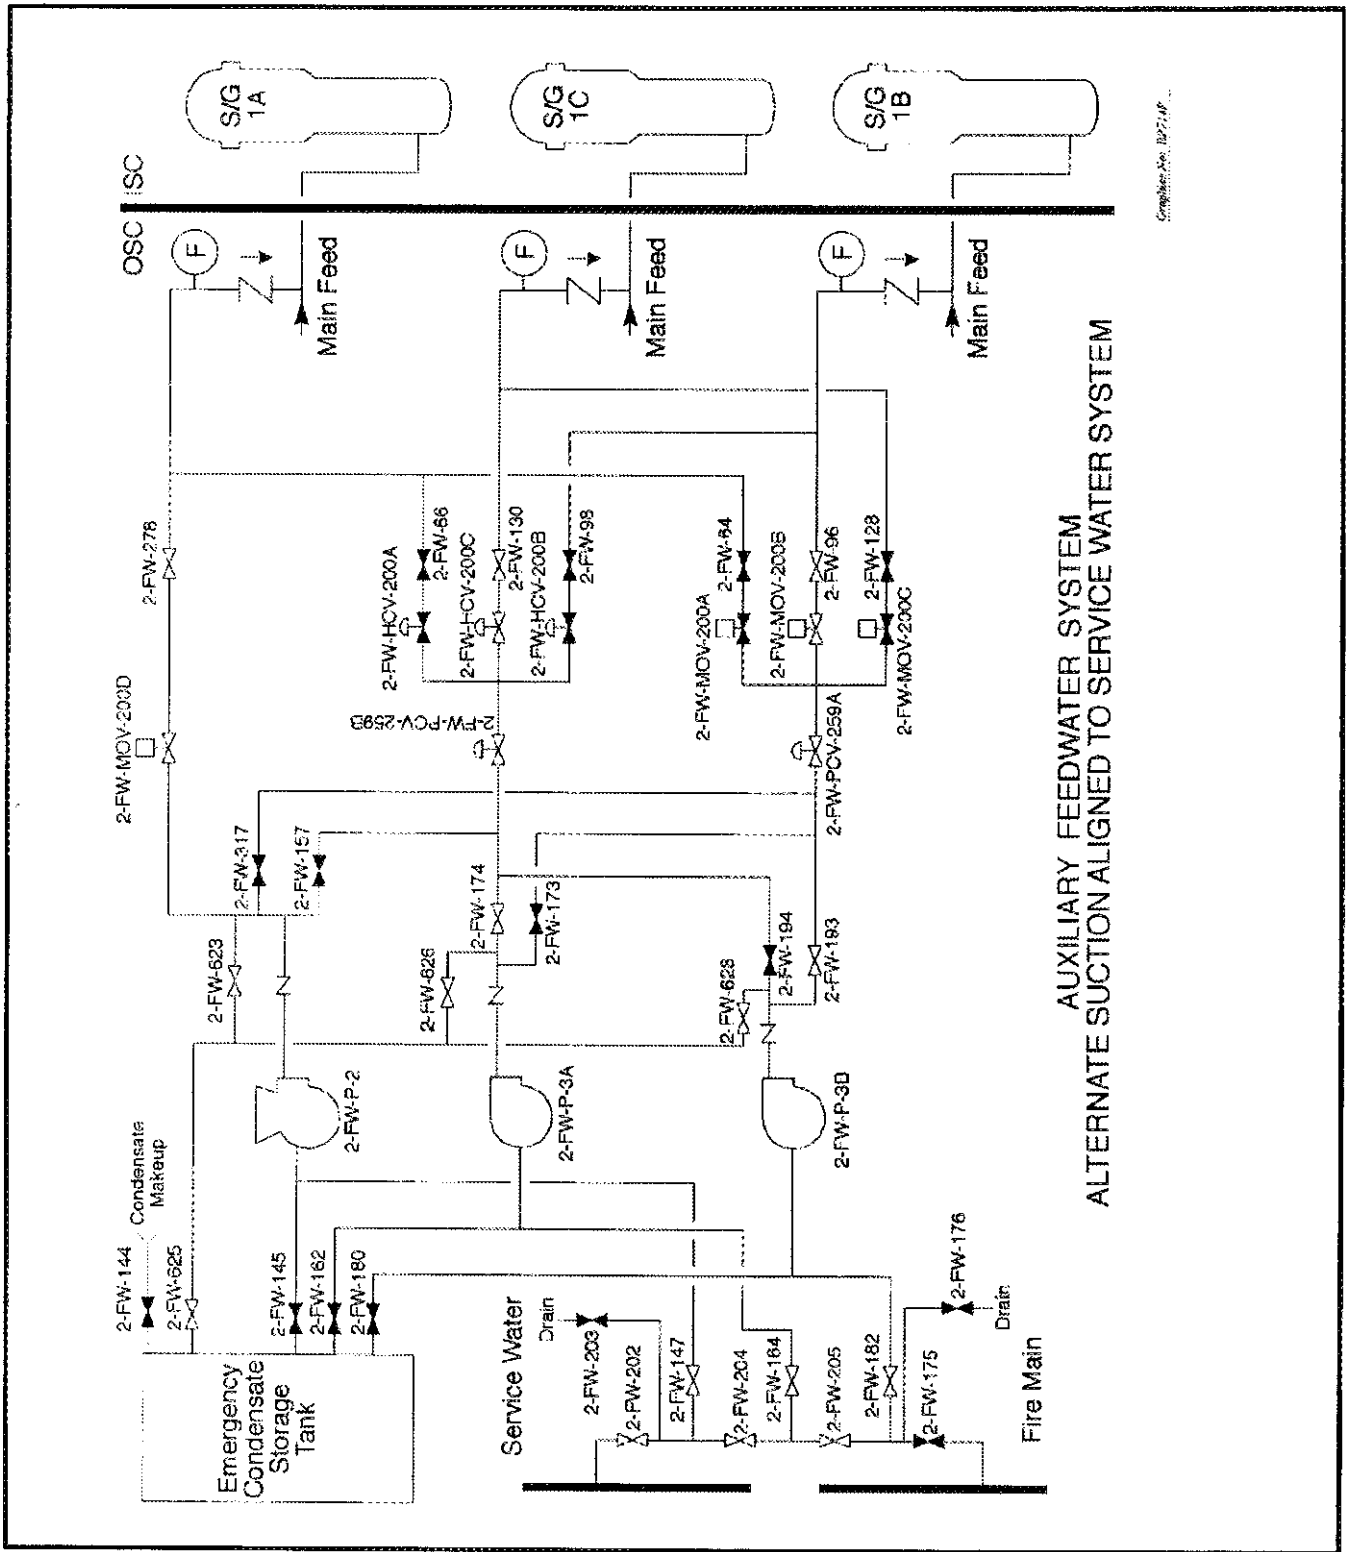 Emergency
Condensate
Storage
Tank
2-FW-144
Condensate
Makeup
2-FW-625
2-FW-145
2-FW-162
2-FW-180
Service Water
Drain
2-FW-203
2-FW-202
2-FW-147
2-FW-204
2-FW-164
2-FW-205
2-FW-182
2-FW-175
2-FW-176
Drain
Fire Main
2-FW-P-2
2-FW-P-3A
2-FW-P-3B
2-FW-623
2-FW-626
2-FW-628
2-FW-317
2-FW-157
2-FW-174
2-FW-173
2-FW-194
2-FW-193
2-FW-MOV-200D
2-FW-PCV-259B
2-FW-PCV-259A
2-FW-278
2-FW-HCV-200A
2-FW-66
2-FW-HCV-200C
2-FW-130
2-FW-HCV-200B
2-FW-98
2-FW-MOV-200A
2-FW-64
2-FW-MOV-200B
2-FW-96
2-FW-128
2-FW-MOV-200C
OSC
ISC
F
Main Feed
F
Main Feed
F
Main Feed
S/G
1A
S/G
1C
S/G
1B
AUXILIARY FEEDWATER SYSTEM
ALTERNATE SUCTION ALIGNED TO SERVICE WATER SYSTEM
Graphics No: